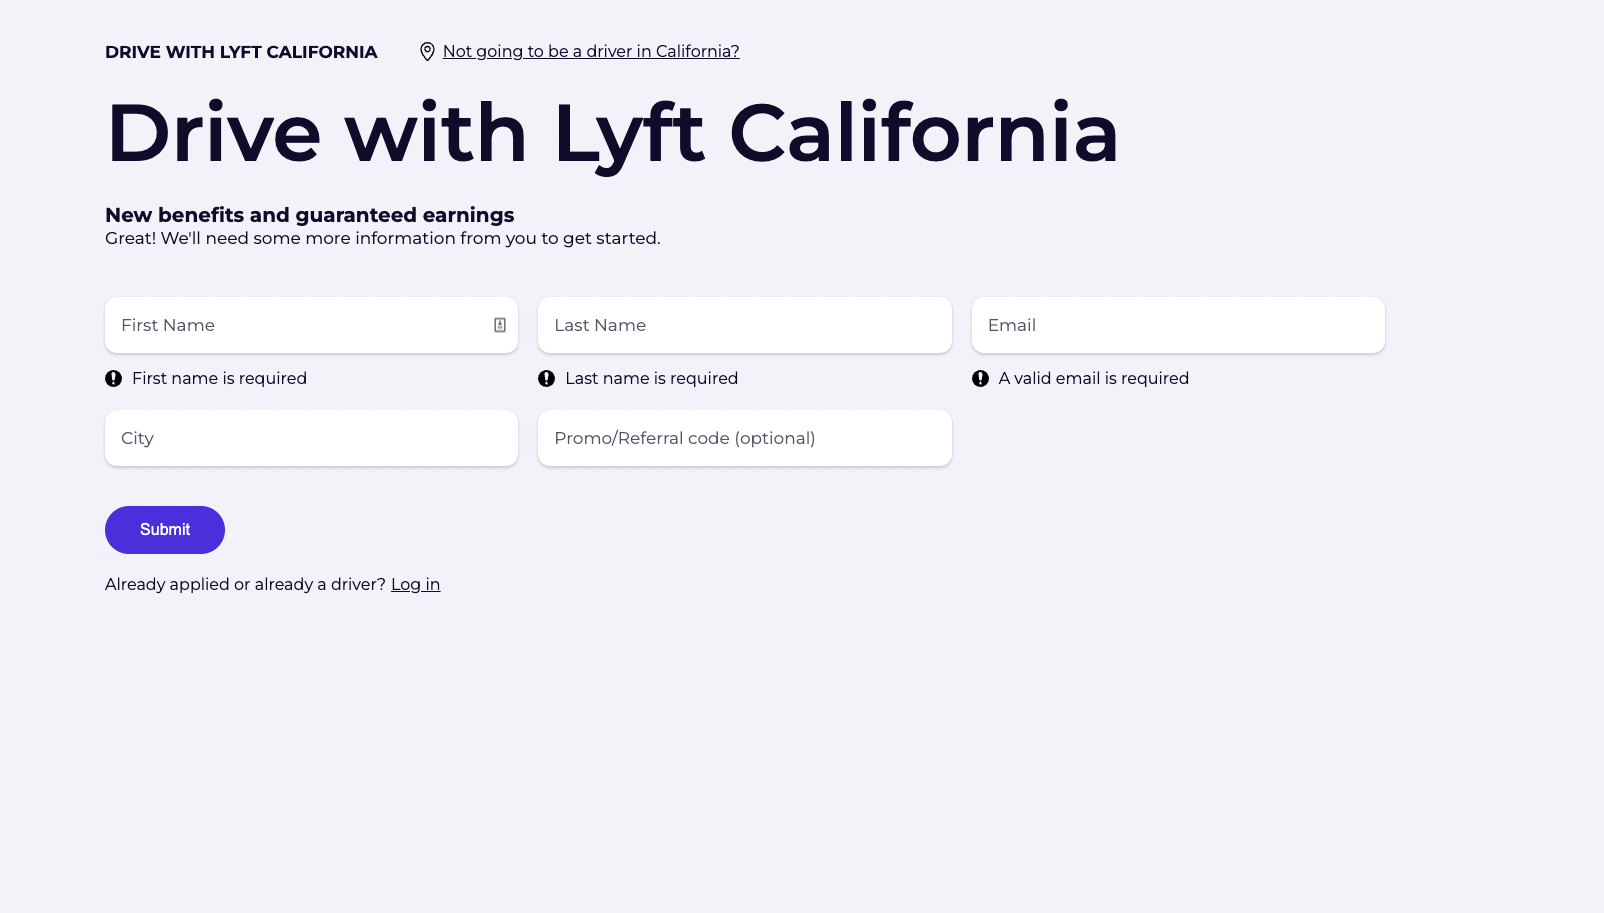 DRIVE WITH LYFT CALIFORNIA Not going to be a driver in California?
Drive with Lyft California
New benefits and guaranteed earnings
Great! We'll need some more information from you to get started.
First Name Last Name Email
First name is required Last name is required A valid email is required
City Promo/Referral code (optional)
Submit
Already applied or already a driver? Log in